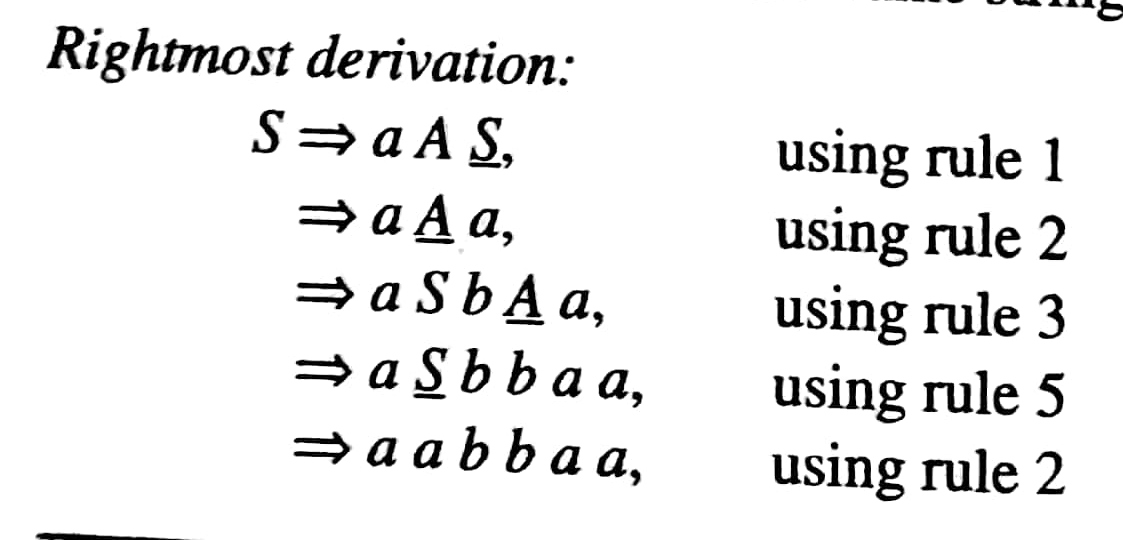 Rightmost derivation:
S ⇒ a A S, using rule 1
⇒ a A a, using rule 2
⇒ a S b A a, using rule 3
⇒ a S b b a a, using rule 5
⇒ a a b b a a, using rule 2